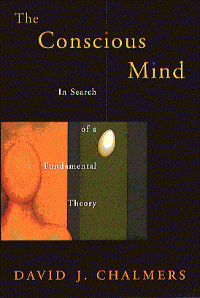 The
Conscious
Mind
In Search
of a
Fundamental
Theory
DAVID J. CHALMERS